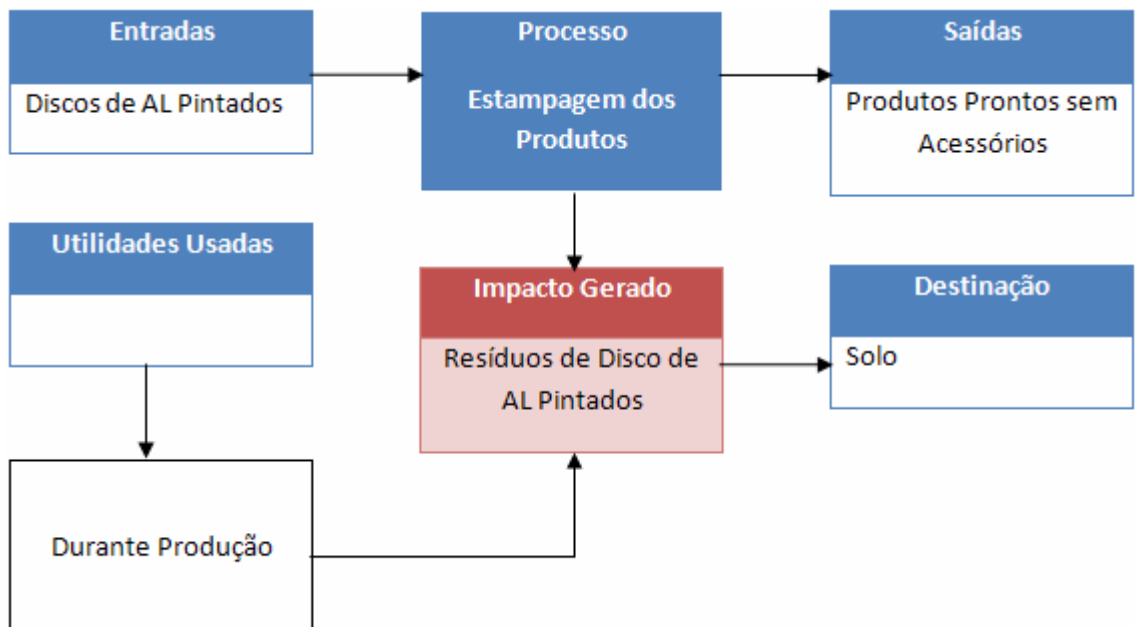 Entradas
Discos de AL Pintados
Processo
Estampagem dos
Produtos
Saídas
Produtos Prontos sem
Acessórios
Utilidades Usadas
Impacto Gerado
Resíduos de Disco de
AL Pintados
Destinação
Solo
Durante Produção